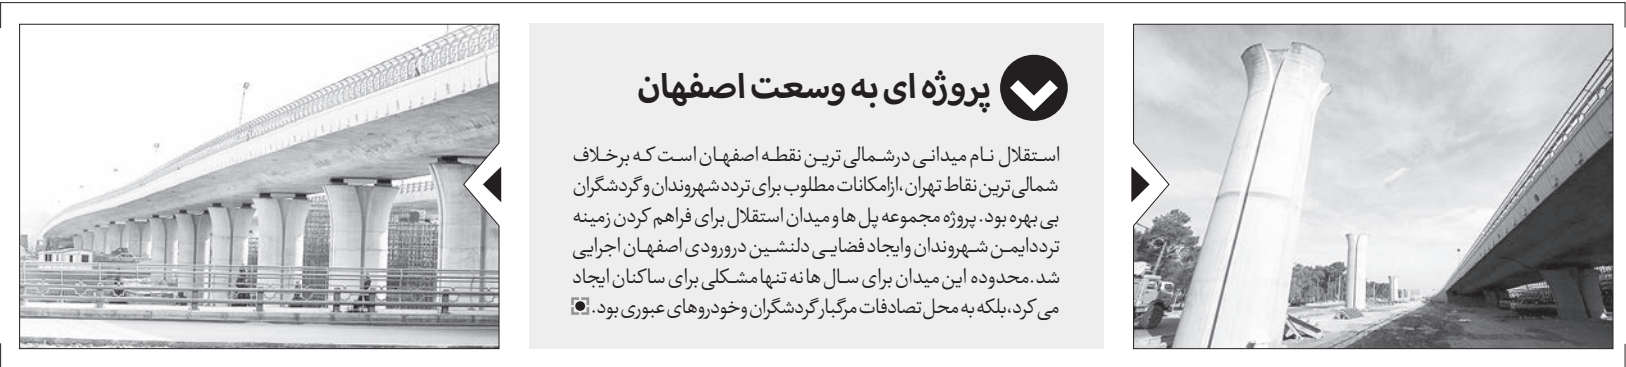 پروژه ای به وسعت اصفهان
استقلال نام میدانی درشمالی ترین نقطه اصفهان است که برخلاف
شمالی ترین نقاط تهران،ازامکانات مطلوب برای تردد شهروندان و گردشگران
بی بهره بود. پروژه مجموعه پل ها و میدان استقلال برای فراهم کردن زمینه
ترددایمن شهروندان وایجاد فضایی دلنشین درورودی اصفهان اجرایی
شد.محدوده این میدان برای سال ها نه تنها مشکلی برای ساکنان ایجاد
می کرد،بلکه به محل تصادفات مرگبار گردشگران وخودروهای عبوری بود.